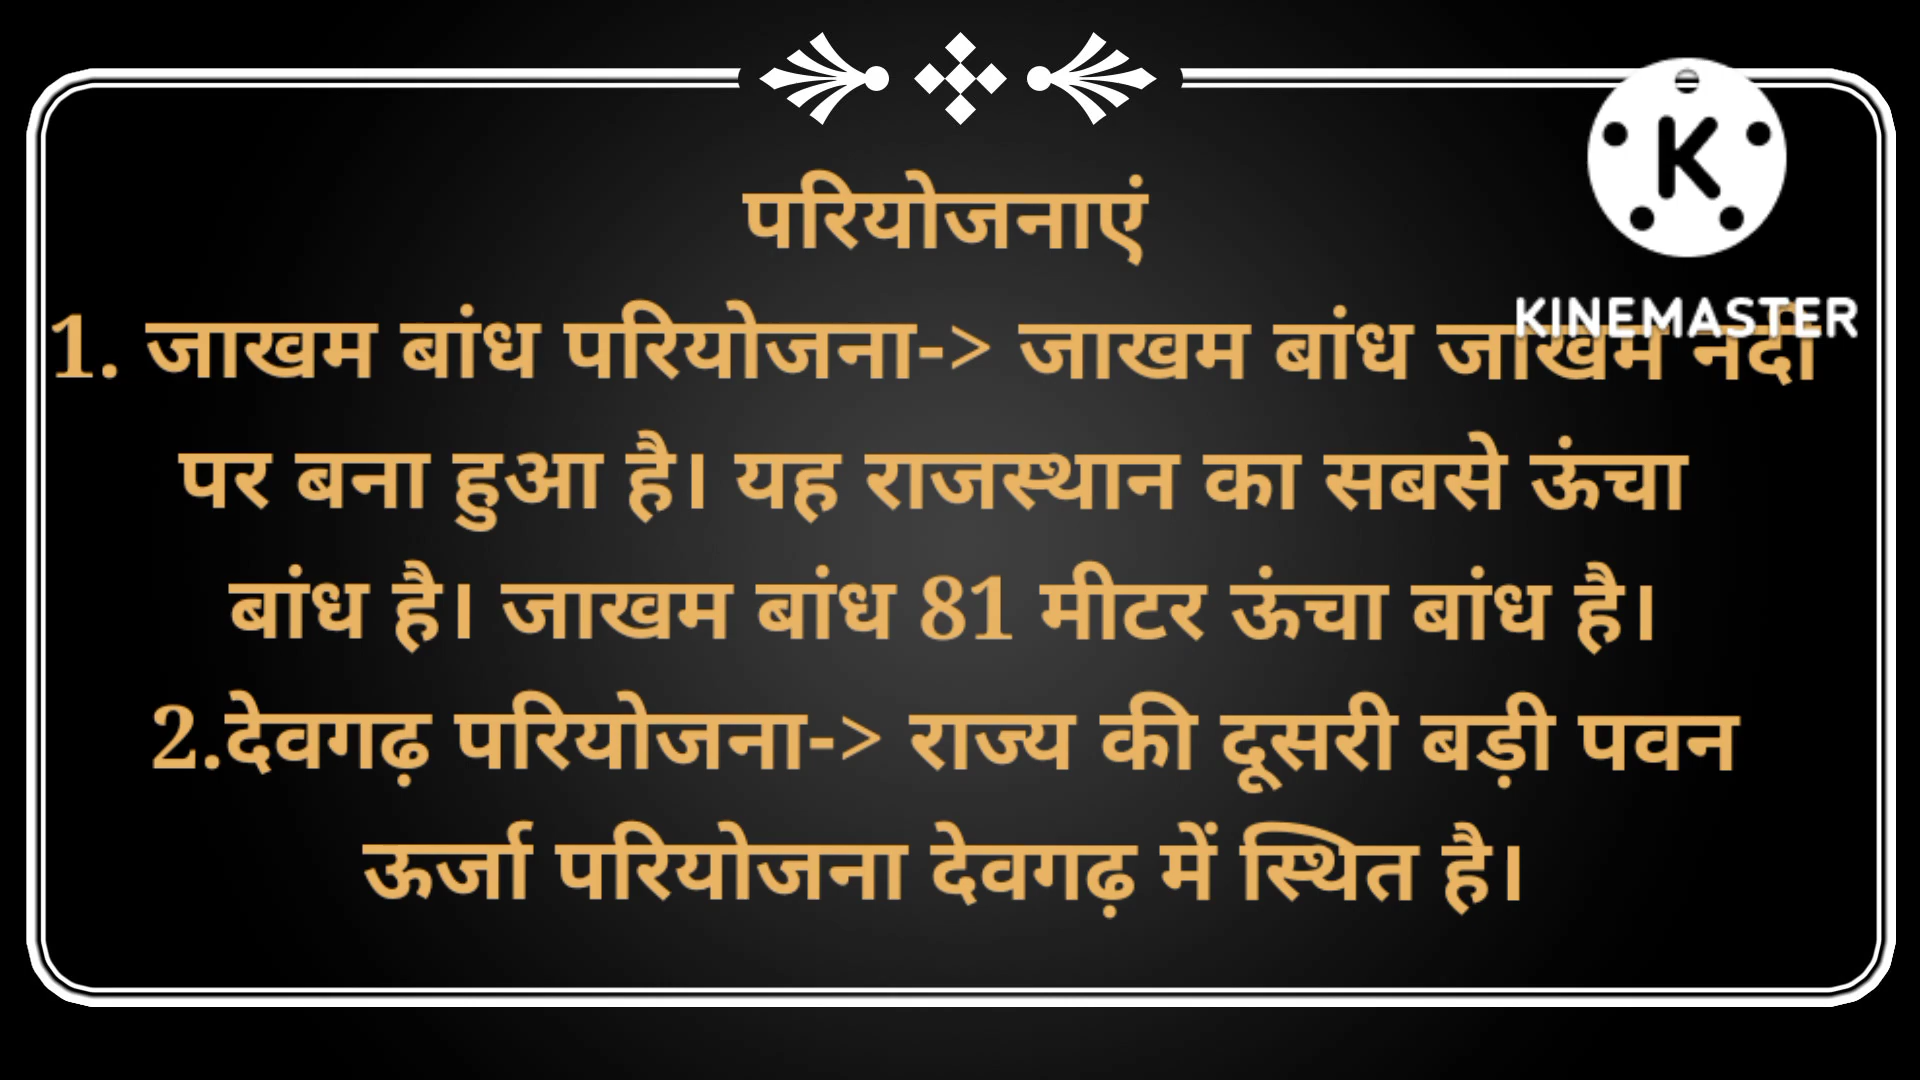 परियोजनाएं
1. जाखम बांध परियोजना-> जाखम बांध जाखम नदी
पर बना हुआ है। यह राजस्थान का सबसे ऊंचा
बांध है। जाखम बांध 81 मीटर ऊंचा बांध है।
2.देवगढ़ परियोजना-> राज्य की दूसरी बड़ी पवन
ऊर्जा परियोजना देवगढ़ में स्थित है।
K
KINEMASTER